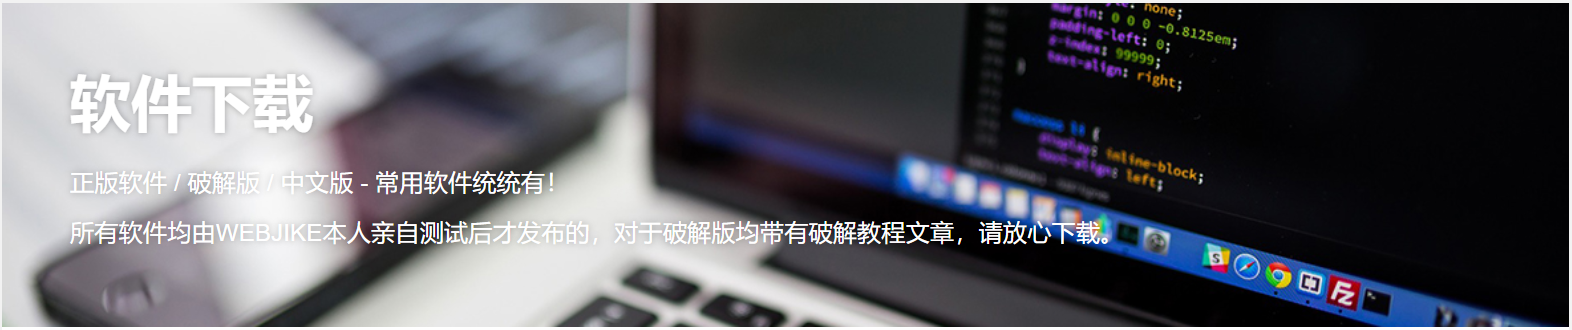 软件下载
正版软件 / 破解版 / 中文版 - 常用软件统统有!
所有软件均由WEBJIKE本人亲自测试后才发布的，对于破解版均带有破解教程文章，请放心下载。
none;
margin: 0 0 0 -0.8125em;
padding-left: 0;
z-index: 99999;
text-align: right;
}
display: inline-block;
text-align: left;